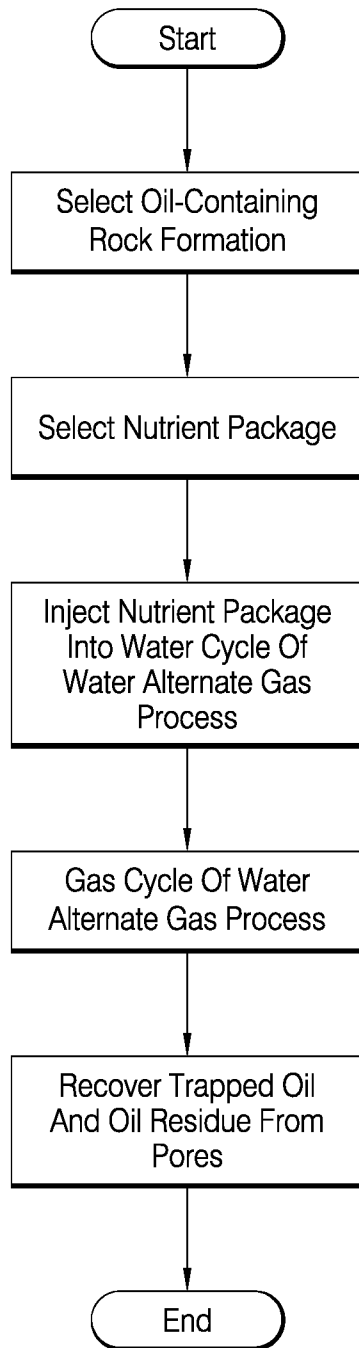 Start
Select Oil-Containing
Rock Formation
Select Nutrient Package
Inject Nutrient Package
Into Water Cycle Of
Water Alternate Gas
Process
Gas Cycle Of Water
Alternate Gas Process
Recover Trapped Oil
And Oil Residue From
Pores
End